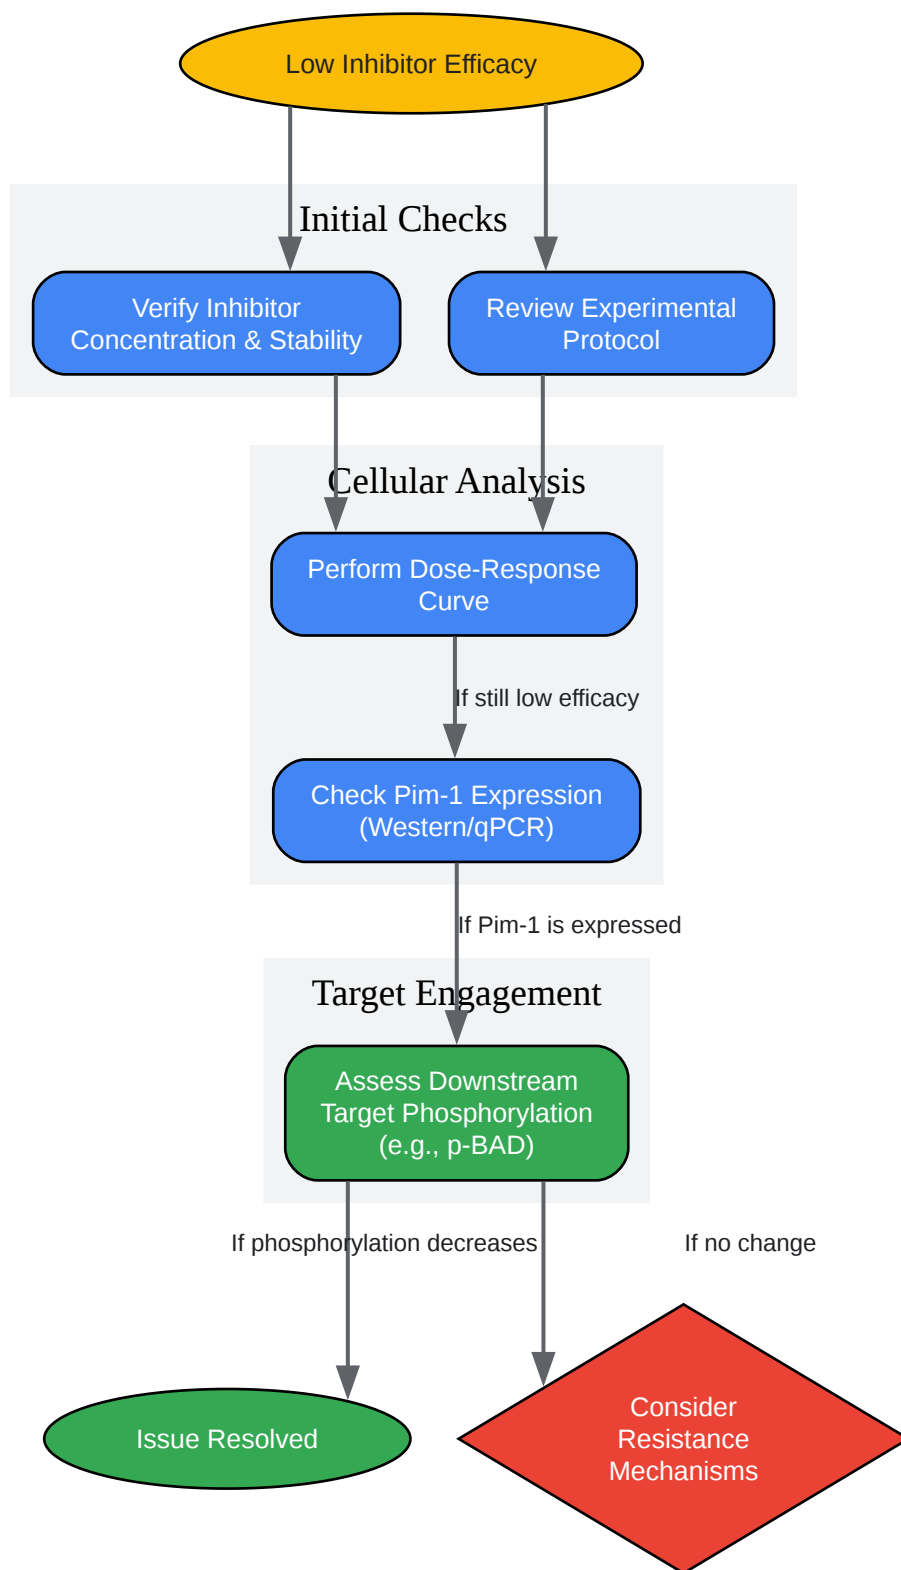 Low Inhibitor Efficacy
Initial Checks
Verify Inhibitor
Concentration & Stability
Review Experimental
Protocol
Cellular Analysis
Perform Dose-Response
Curve
If still low efficacy
Check Pim-1 Expression
(Western/qPCR)
If Pim-1 is expressed
Target Engagement
Assess Downstream
Target Phosphorylation
(e.g., p-BAD)
If phosphorylation decreases
If no change
Issue Resolved
Consider
Resistance
Mechanisms